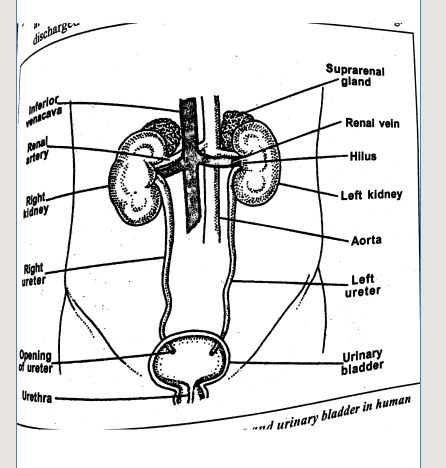 discharged
Suprarenal
gland
Inferior
venacava
Renal vein
Renal
artery
Hilus
Right
kidney
Left kidney
Aorta
Right
ureter
Left
ureter
Opening
of ureter
Urinary
bladder
Urethra
and urinary bladder in human